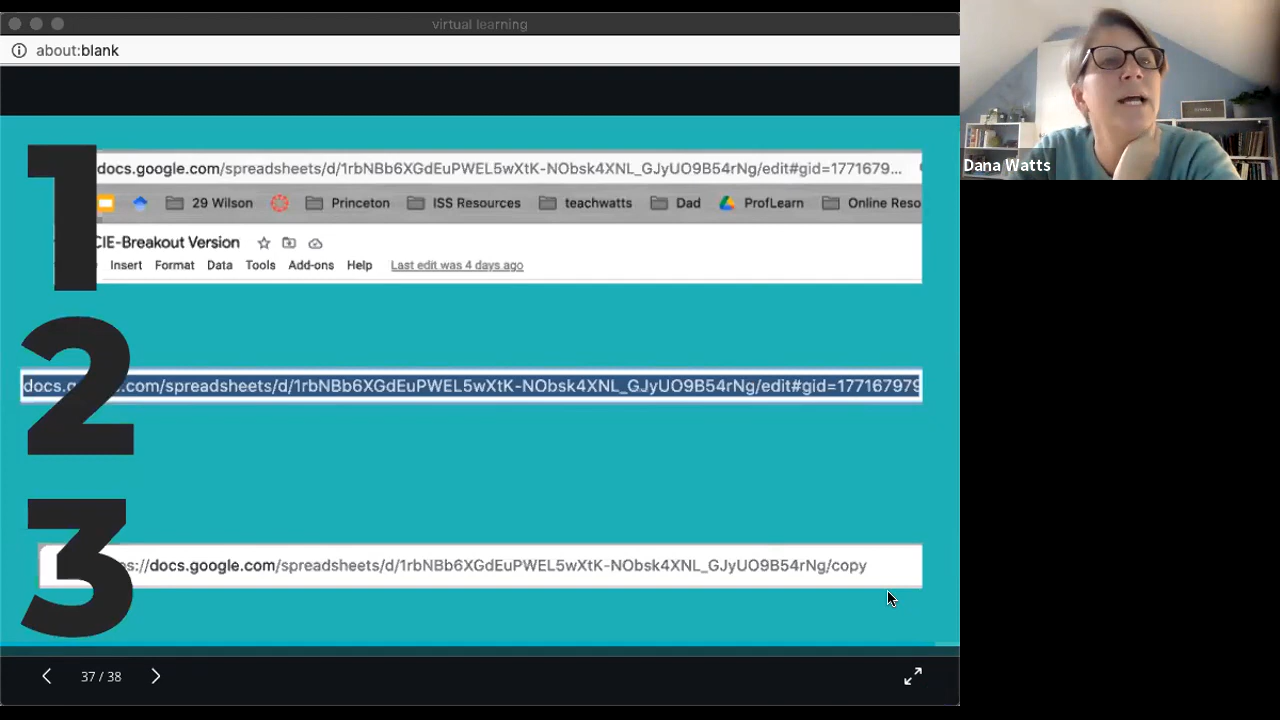 virtual learning
about:blank
Dana Watts
1
docs.google.com/spreadsheets/d/1rbNBb6XGdEuPWEL5wXtK-NObsk4XNL_GJyUO9B54rNg/edit#gid=1771679...
29 Wilson Princeton ISS Resources teachwatts Dad ProfLearn Online Reso
CIE-Breakout Version
Insert Format Data Tools Add-ons Help Last edit was 4 days ago
2
docs.g .com/spreadsheets/d/1rbNBb6XGdEuPWEL5wXtK-NObsk4XNL_GJyUO9B54rNg/edit#gid=177167979
3
s://docs.google.com/spreadsheets/d/1rbNBb6XGdEuPWEL5wXtK-NObsk4XNL_GJyUO9B54rNg/copy
37 / 38